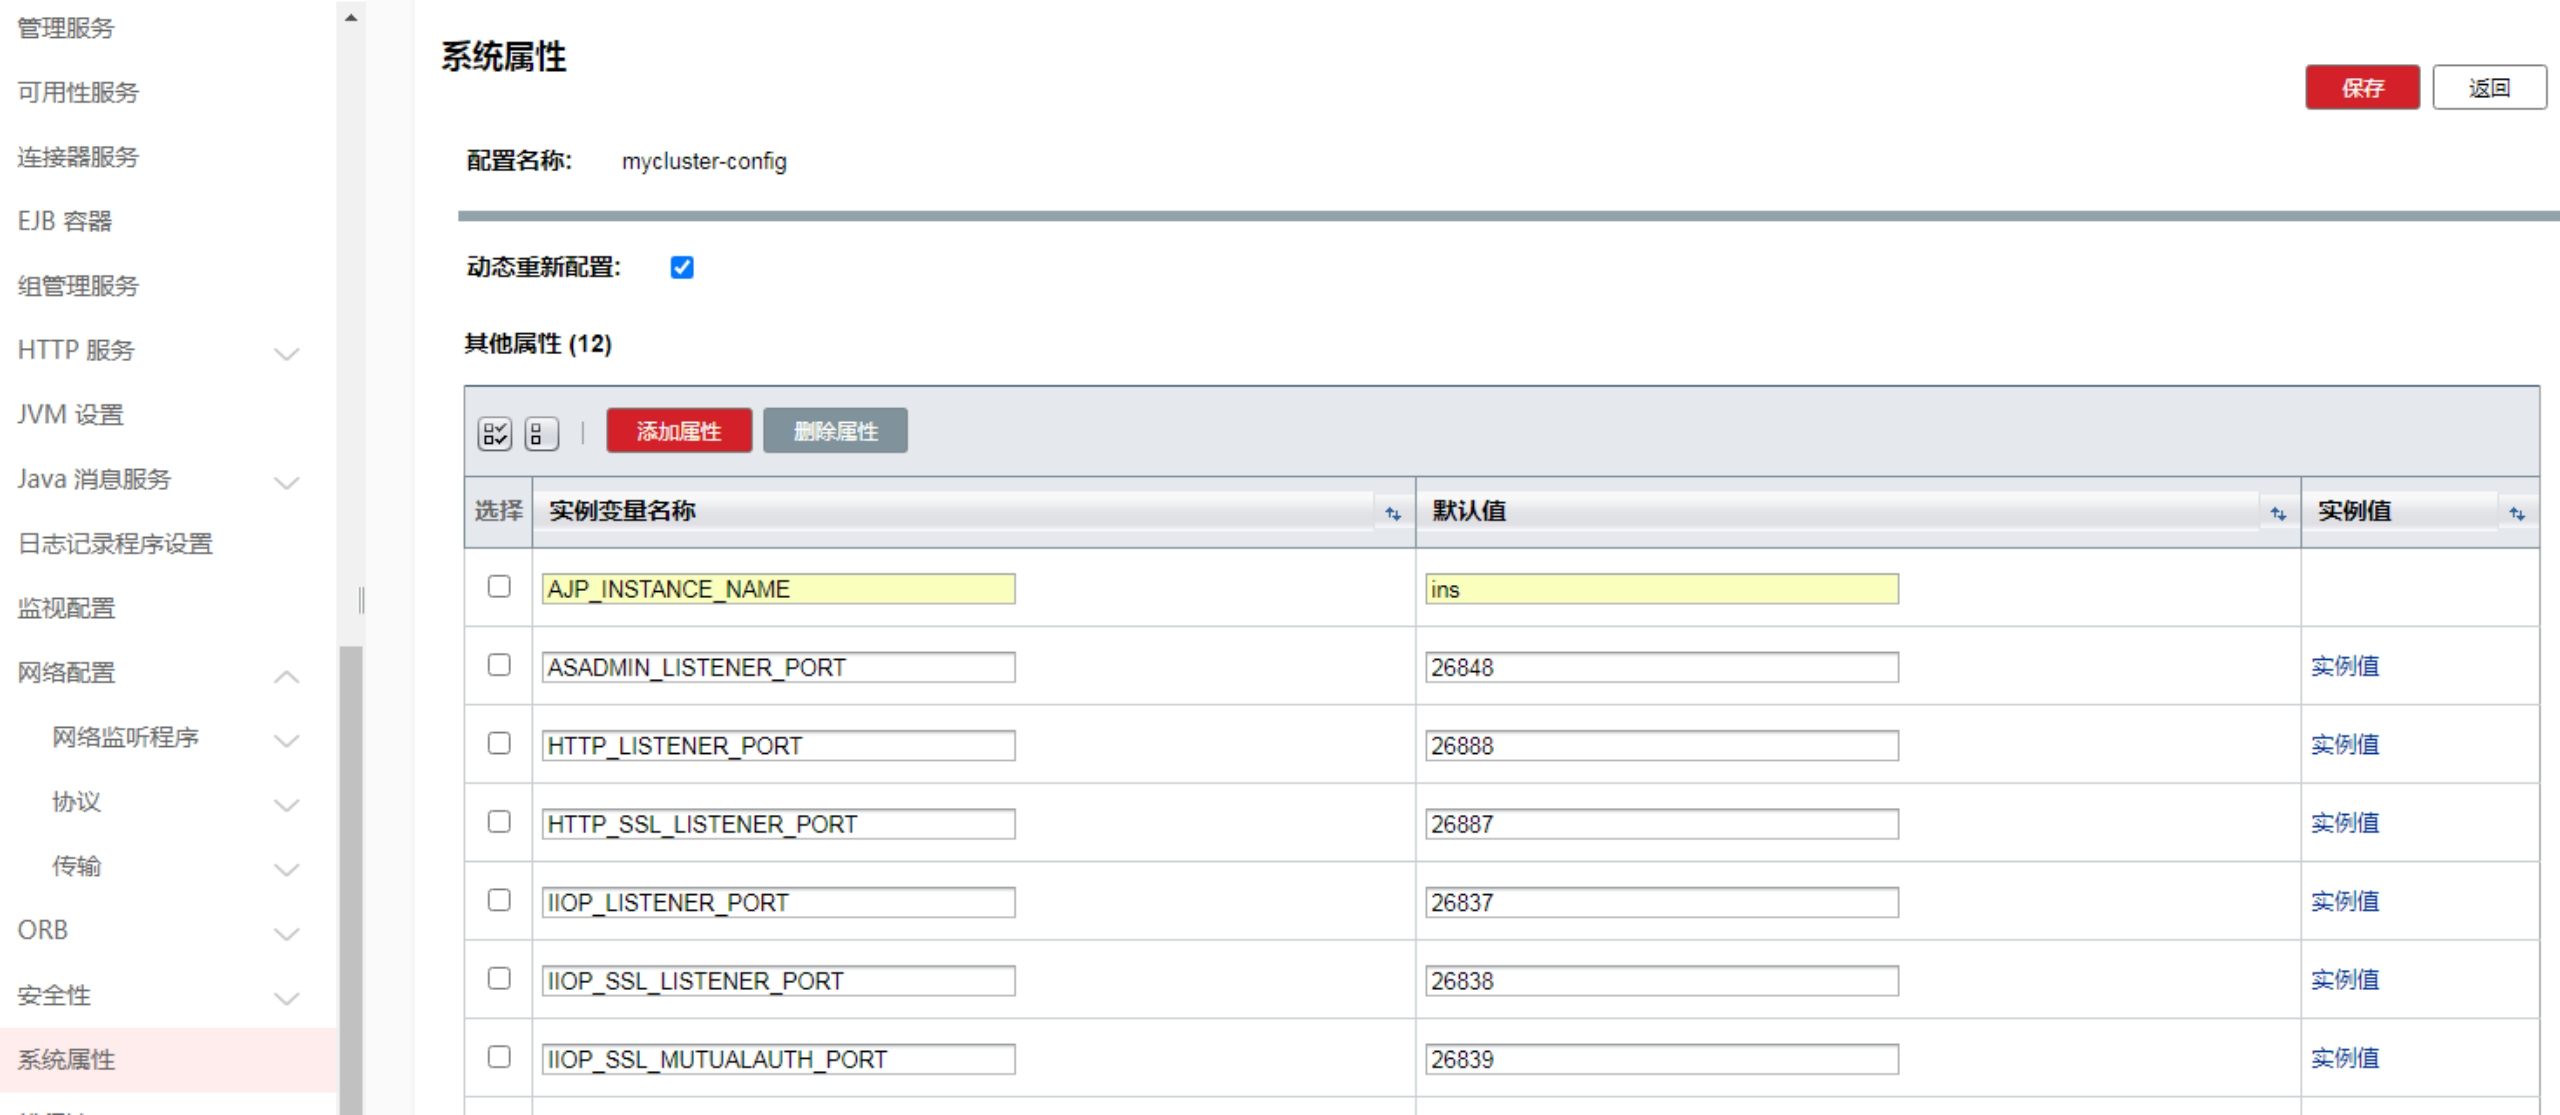 管理服务
可用性服务
连接器服务
EJB 容器
组管理服务
HTTP 服务
JVM 设置
Java 消息服务
日志记录程序设置
监视配置
网络配置
网络监听程序
协议
传输
ORB
安全性
系统属性
系统属性
保存 返回
配置名称: mycluster-config
动态重新配置:
其他属性 (12)
添加属性 删除属性
选择 实例变量名称 默认值 实例值
AJP_INSTANCE_NAME ins
ASADMIN_LISTENER_PORT 26848 实例值
HTTP_LISTENER_PORT 26888 实例值
HTTP_SSL_LISTENER_PORT 26887 实例值
IIOP_LISTENER_PORT 26837 实例值
IIOP_SSL_LISTENER_PORT 26838 实例值
IIOP_SSL_MUTUALAUTH_PORT 26839 实例值